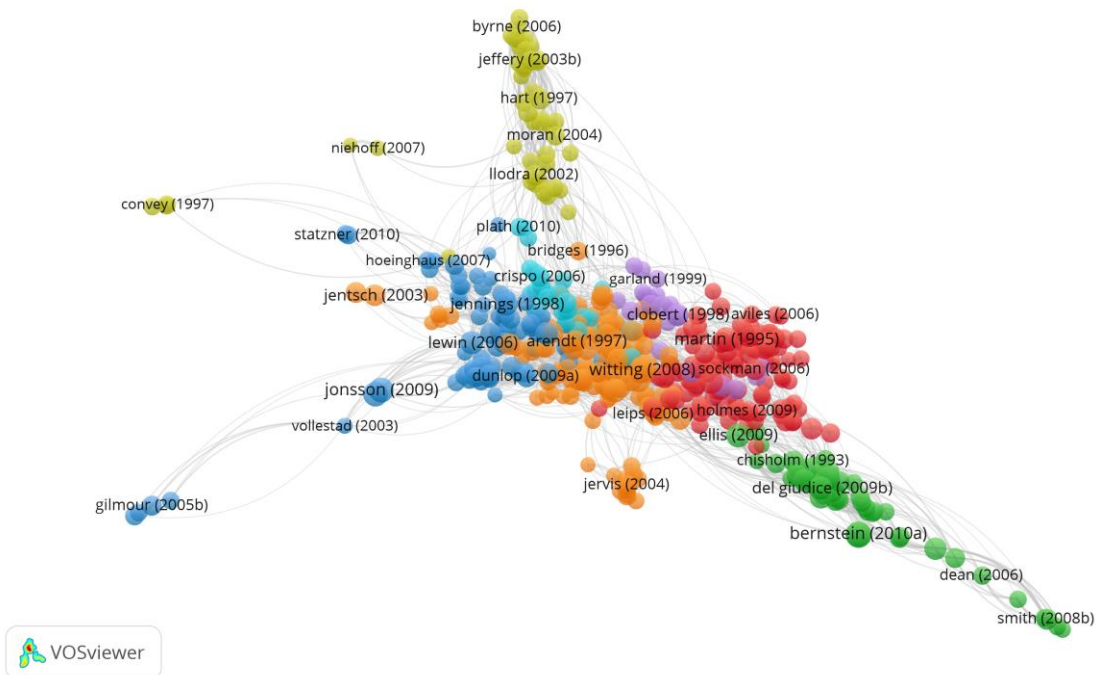 byrne (2006)
jeffery (2003b)
hart (1997)
moran (2004)
niehoff (2007)
llodra (2002)
convey (1997)
plath (2010)
statzner (2010)
bridges (1996)
hoeinghaus (2007)
crispo (2006)
garland (1999)
jentsch (2003)
jennings (1998)
clobert (1998)
aviles (2006)
lewin (2006)
arendt (1997)
martin (1995)
dunlop (2009a)
witting (2008)
sockman (2006)
jonsson (2009)
leips (2006)
holmes (2009)
vollestad (2003)
ellis (2009)
chisholm (1993)
jervis (2004)
del giudice (2009b)
gilmour (2005b)
bernstein (2010a)
dean (2006)
smith (2008b)
VOSviewer